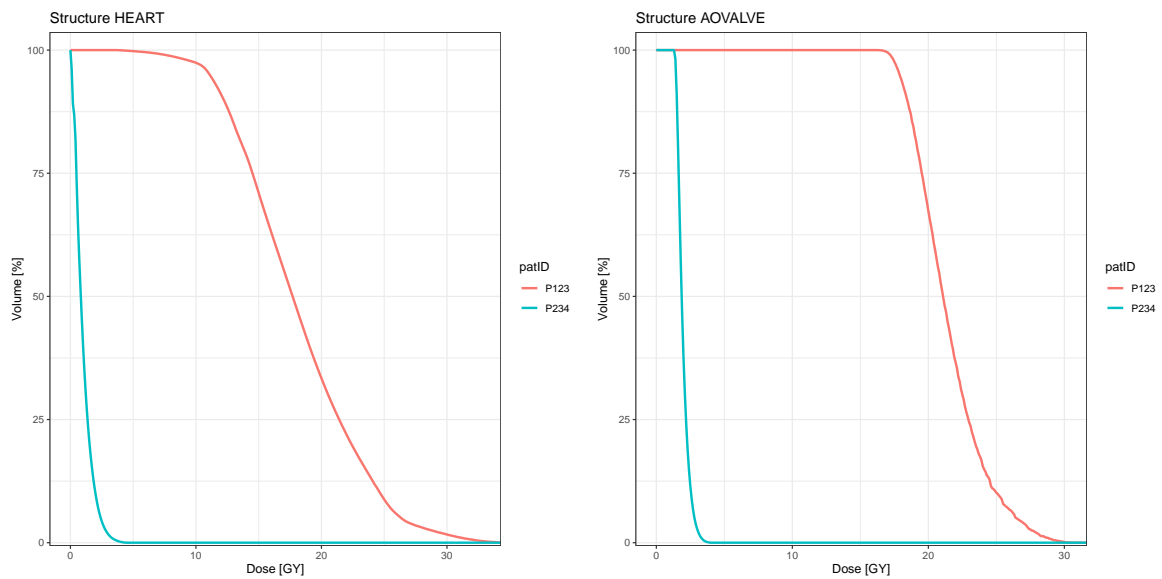 Structure HEART
Volume [%]
100
75
50
25
0
0 10 20 30
Dose [GY]
patID
P123
P234
Structure AOVALVE
Volume [%]
100
75
50
25
0
0 10 20 30
Dose [GY]
patID
P123
P234